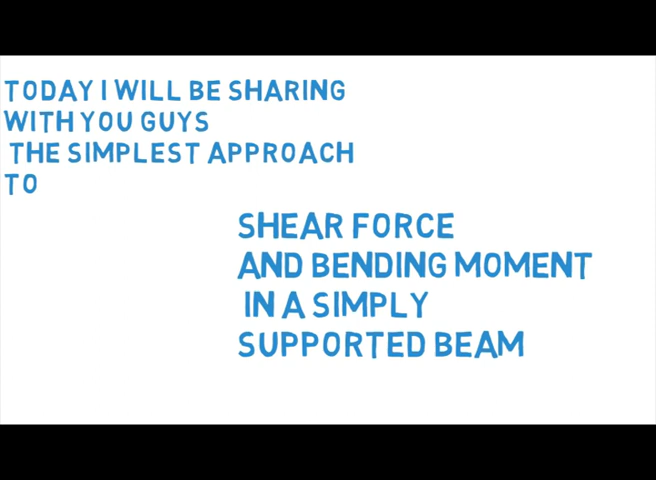 TODAY I WILL BE SHARING
WITH YOU GUYS
THE SIMPLEST APPROACH
TO
SHEAR FORCE
AND BENDING MOMENT
IN A SIMPLY
SUPPORTED BEAM